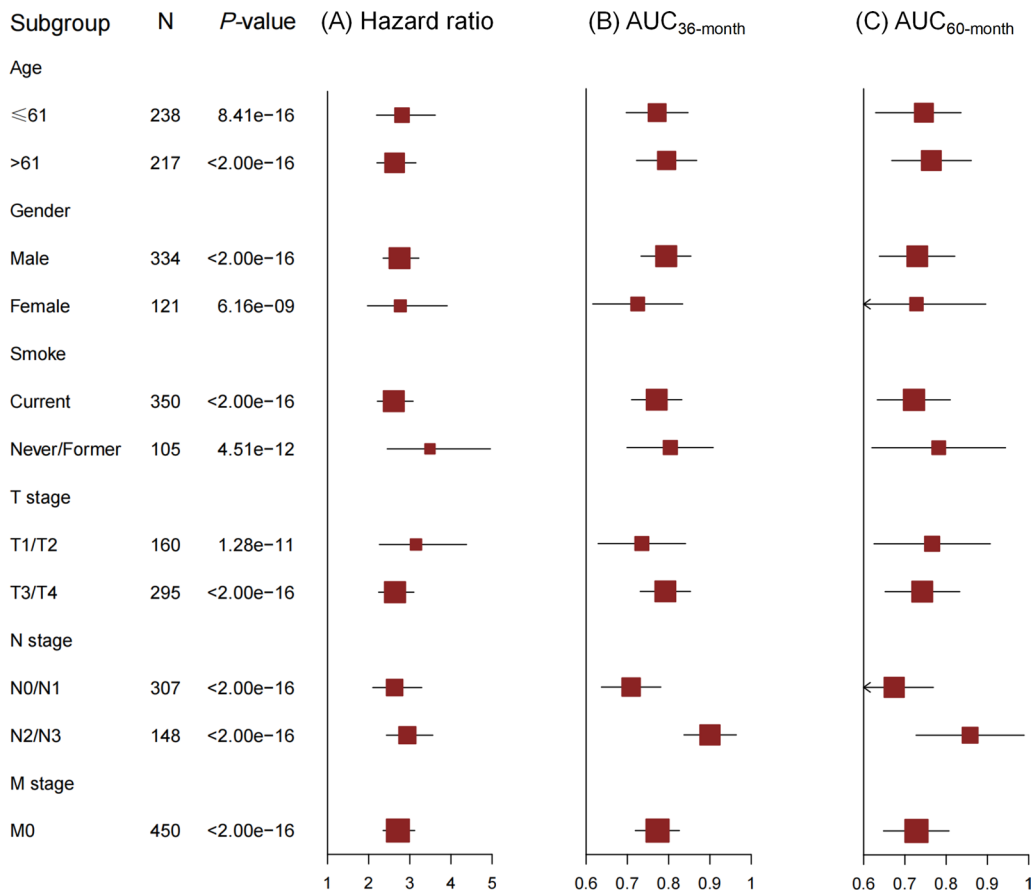 Subgroup N P-value (A) Hazard ratio (B) AUC36-month (C) AUC60-month
Age
≤61 238 8.41e−16
>61 217 <2.00e−16
Gender
Male 334 <2.00e−16
Female 121 6.16e−09
Smoke
Current 350 <2.00e−16
Never/Former 105 4.51e−12
T stage
T1/T2 160 1.28e−11
T3/T4 295 <2.00e−16
N stage
N0/N1 307 <2.00e−16
N2/N3 148 <2.00e−16
M stage
M0 450 <2.00e−16
1 2 3 4 5 0.6 0.7 0.8 0.9 1 0.6 0.7 0.8 0.9 1